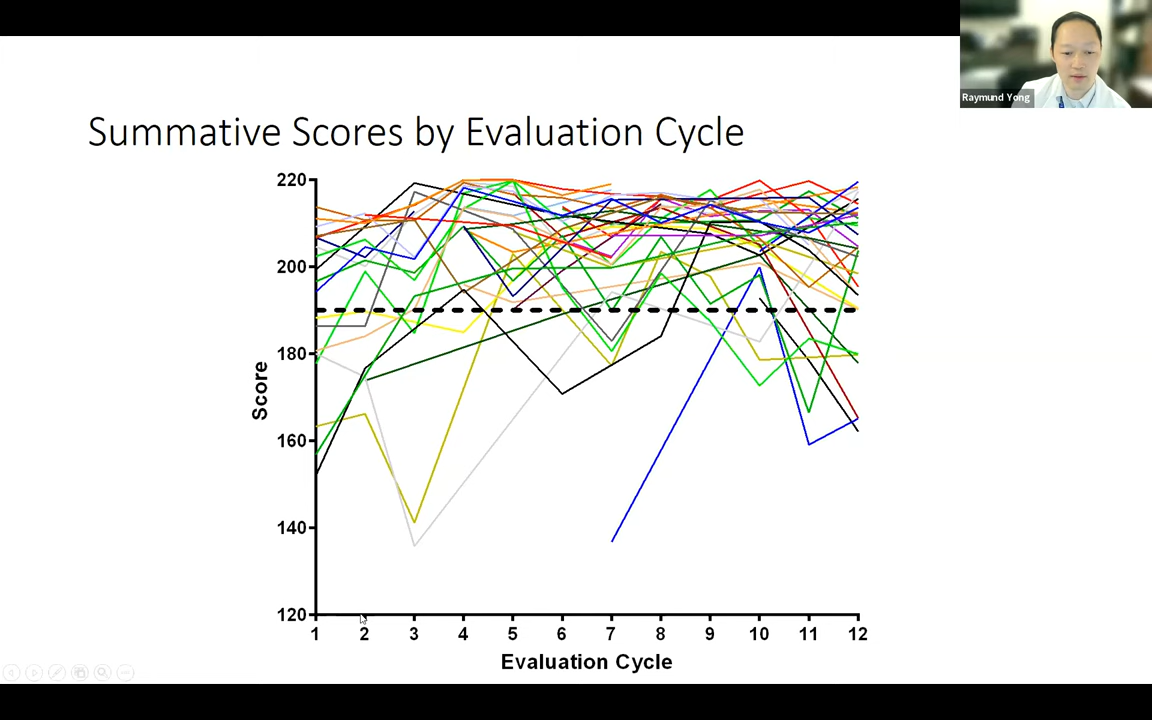 Raymund Yong
Summative Scores by Evaluation Cycle
220
200
180
160
140
120
Score
1 2 3 4 5 6 7 8 9 10 11 12
Evaluation Cycle